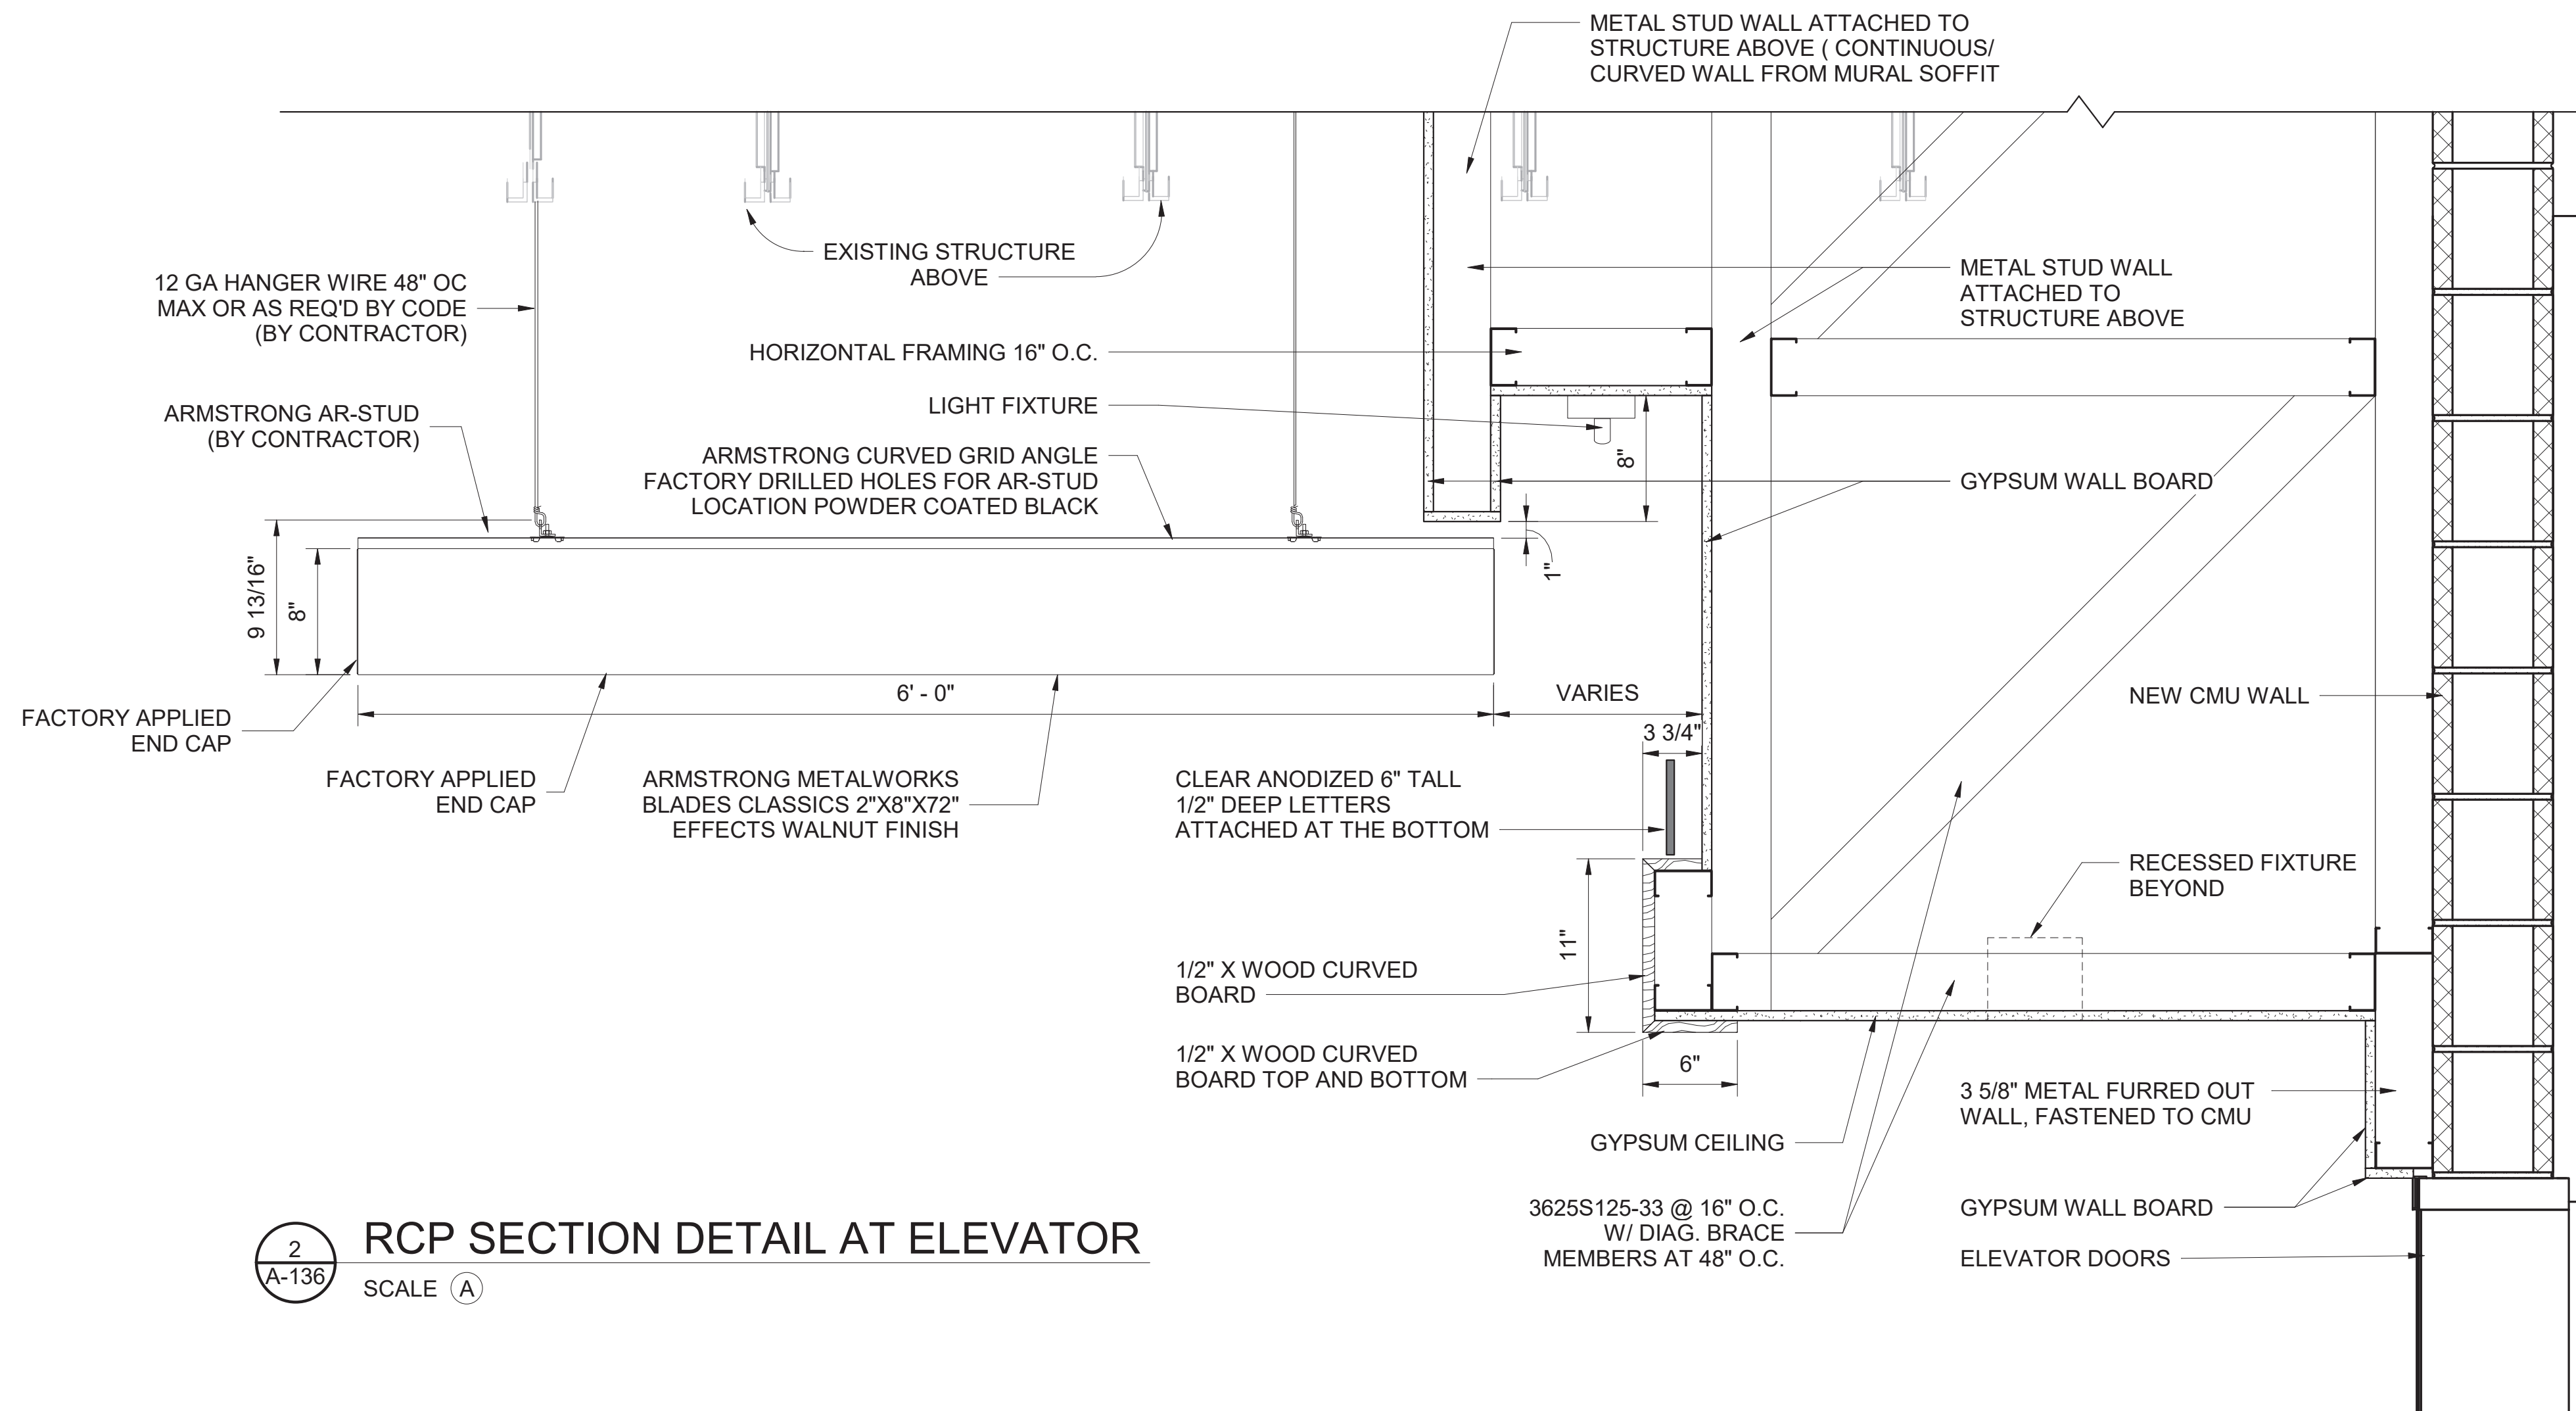 METAL STUD WALL ATTACHED TO
STRUCTURE ABOVE ( CONTINUOUS/
CURVED WALL FROM MURAL SOFFIT
EXISTING STRUCTURE
ABOVE
12 GA HANGER WIRE 48" OC
MAX OR AS REQ'D BY CODE
(BY CONTRACTOR)
METAL STUD WALL
ATTACHED TO
STRUCTURE ABOVE
HORIZONTAL FRAMING 16" O.C.
LIGHT FIXTURE
ARMSTRONG AR-STUD
(BY CONTRACTOR)
ARMSTRONG CURVED GRID ANGLE
FACTORY DRILLED HOLES FOR AR-STUD
LOCATION POWDER COATED BLACK
8"
GYPSUM WALL BOARD
1"
9 13/16"
8"
6' - 0"
VARIES
NEW CMU WALL
FACTORY APPLIED
END CAP
3 3/4"
FACTORY APPLIED
END CAP
ARMSTRONG METALWORKS
BLADES CLASSICS 2"X8"X72"
EFFECTS WALNUT FINISH
CLEAR ANODIZED 6" TALL
1/2" DEEP LETTERS
ATTACHED AT THE BOTTOM
RECESSED FIXTURE
BEYOND
11"
1/2" X WOOD CURVED
BOARD
1/2" X WOOD CURVED
BOARD TOP AND BOTTOM
6"
3 5/8" METAL FURRED OUT
WALL, FASTENED TO CMU
GYPSUM CEILING
3625S125-33 @ 16" O.C.
W/ DIAG. BRACE
MEMBERS AT 48" O.C.
GYPSUM WALL BOARD
ELEVATOR DOORS
2
A-136
RCP SECTION DETAIL AT ELEVATOR
SCALE A